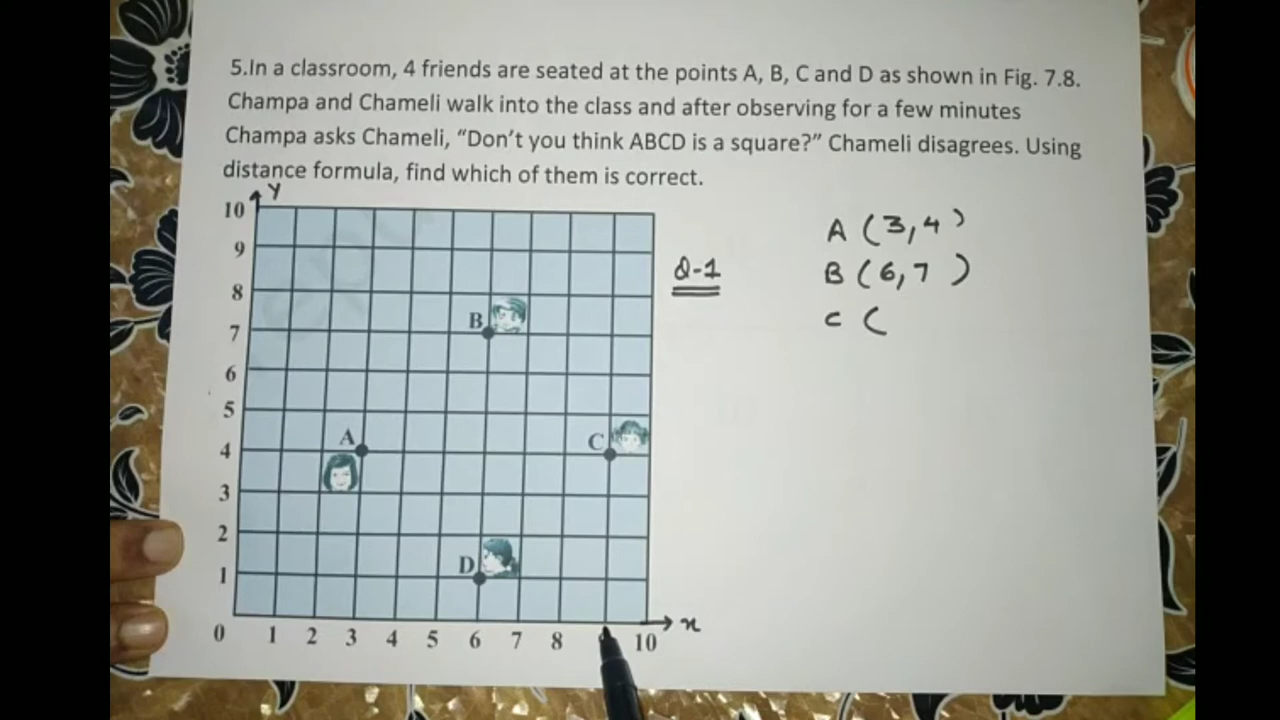 5.In a classroom, 4 friends are seated at the points A, B, C and D as shown in Fig. 7.8.
Champa and Chameli walk into the class and after observing for a few minutes
Champa asks Chameli, “Don’t you think ABCD is a square?” Chameli disagrees. Using
distance formula, find which of them is correct.
Y
10
9
8
7
6
5
4
3
2
1
0 1 2 3 4 5 6 7 8 10 x
B
A
C
D
Q-1
A (3,4)
B (6,7)
C (